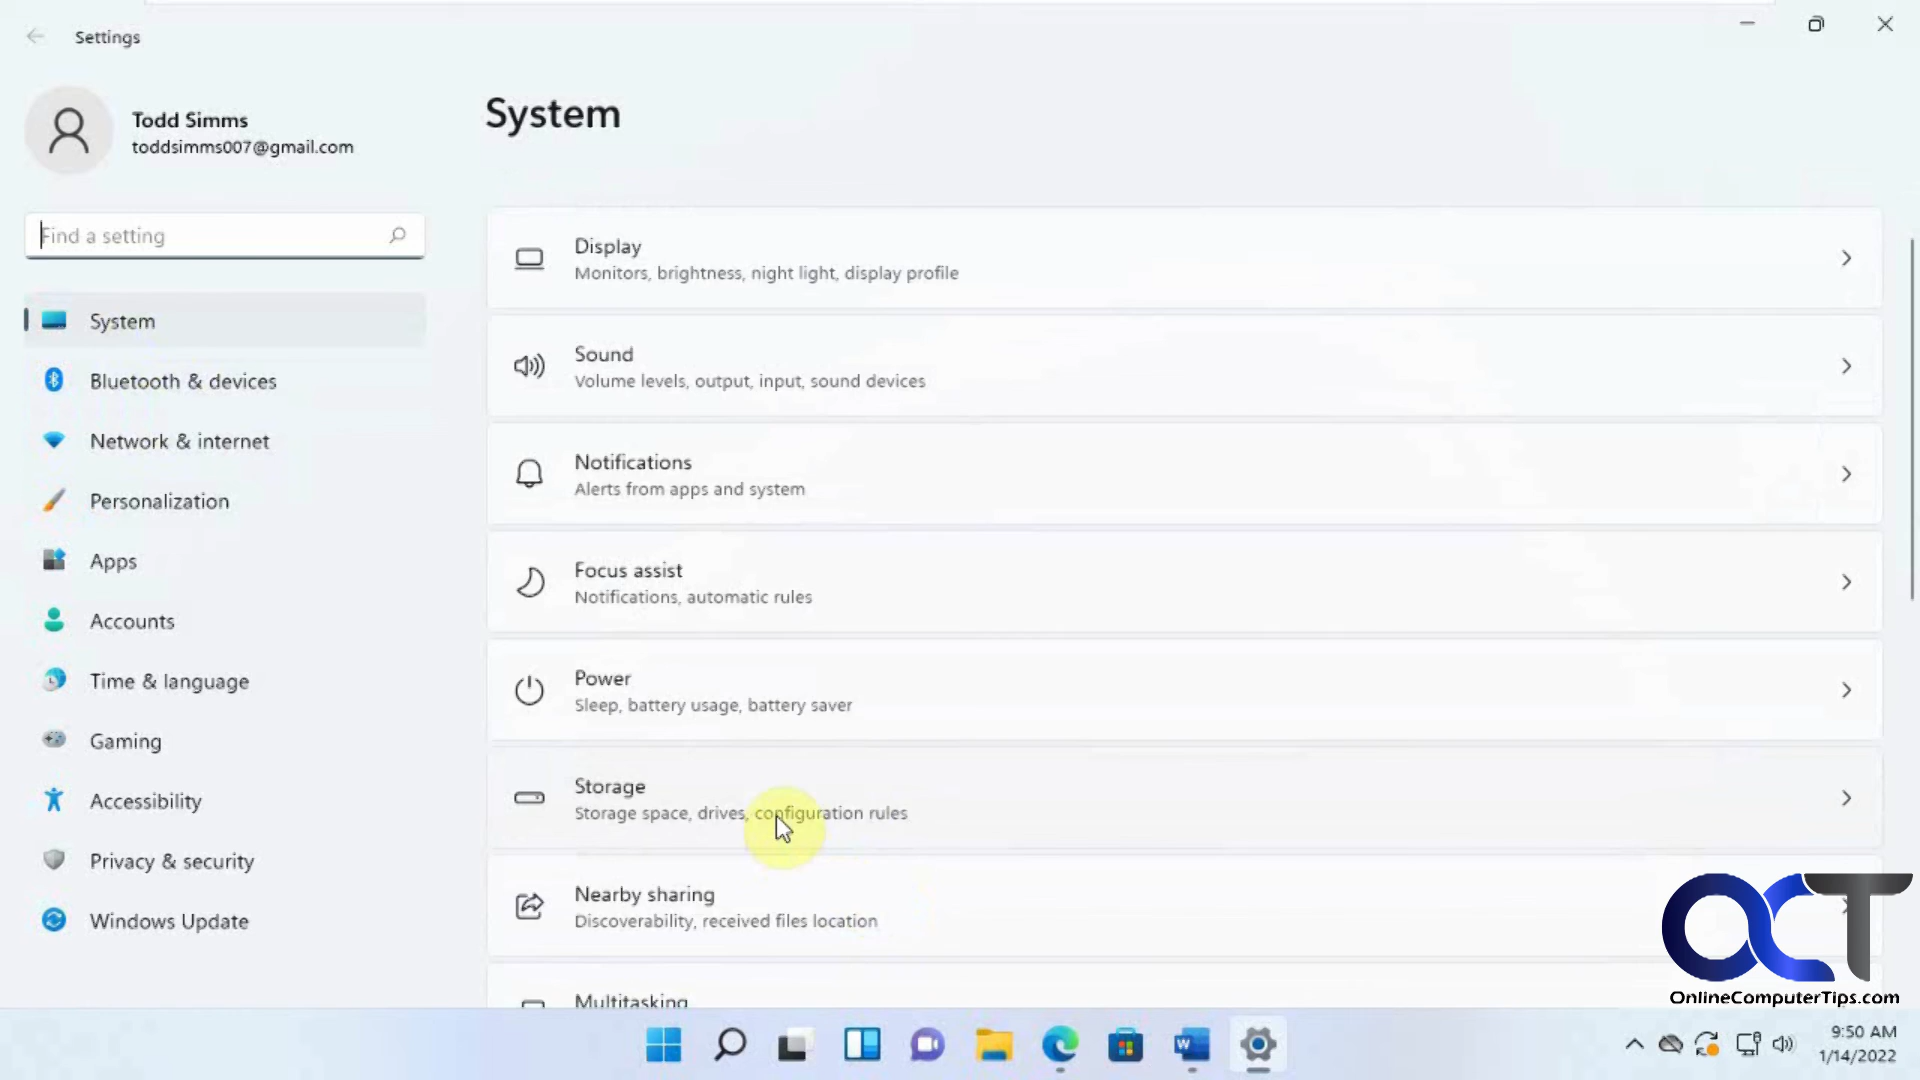 Settings
Todd Simms
toddsimms007@gmail.com
Find a setting
System
Bluetooth & devices
Network & internet
Personalization
Apps
Accounts
Time & language
Gaming
Accessibility
Privacy & security
Windows Update
System
Display
Monitors, brightness, night light, display profile
Sound
Volume levels, output, input, sound devices
Notifications
Alerts from apps and system
Focus assist
Notifications, automatic rules
Power
Sleep, battery usage, battery saver
Storage
Storage space, drives, configuration rules
Nearby sharing
Discoverability, received files location
Multitasking
OCT
OnlineComputerTips.com
W
9:50 AM
1/14/2022